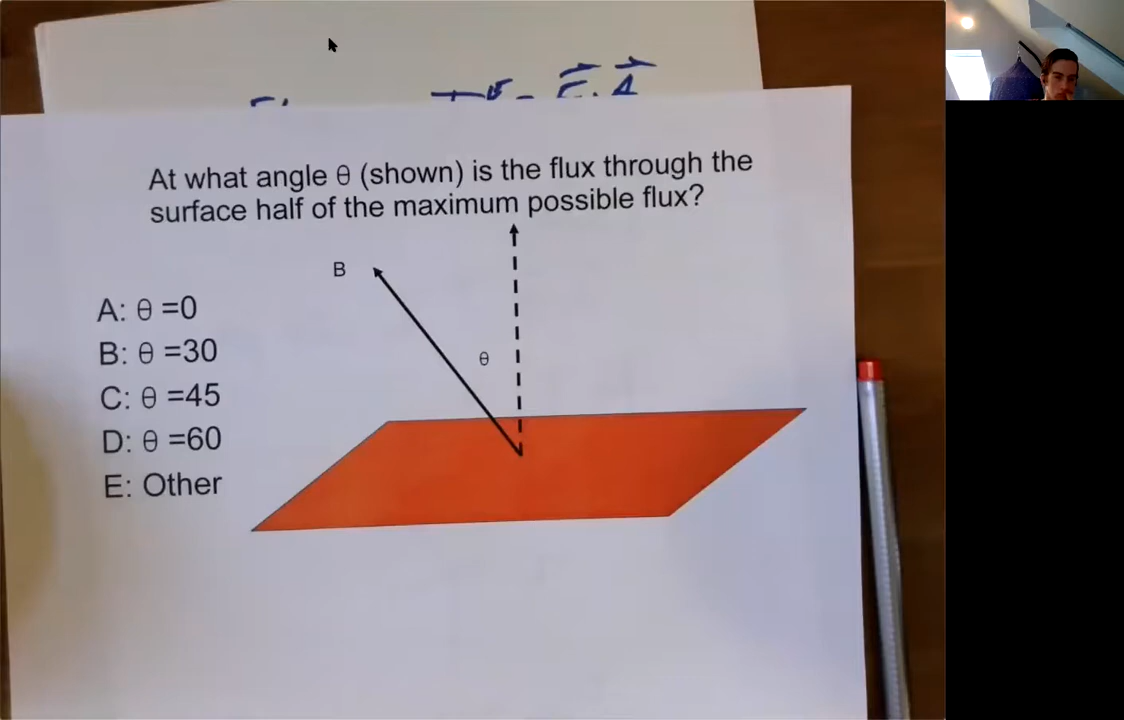 At what angle θ (shown) is the flux through the
surface half of the maximum possible flux?
B
A: θ =0
B: θ =30
θ
C: θ =45
D: θ =60
E: Other